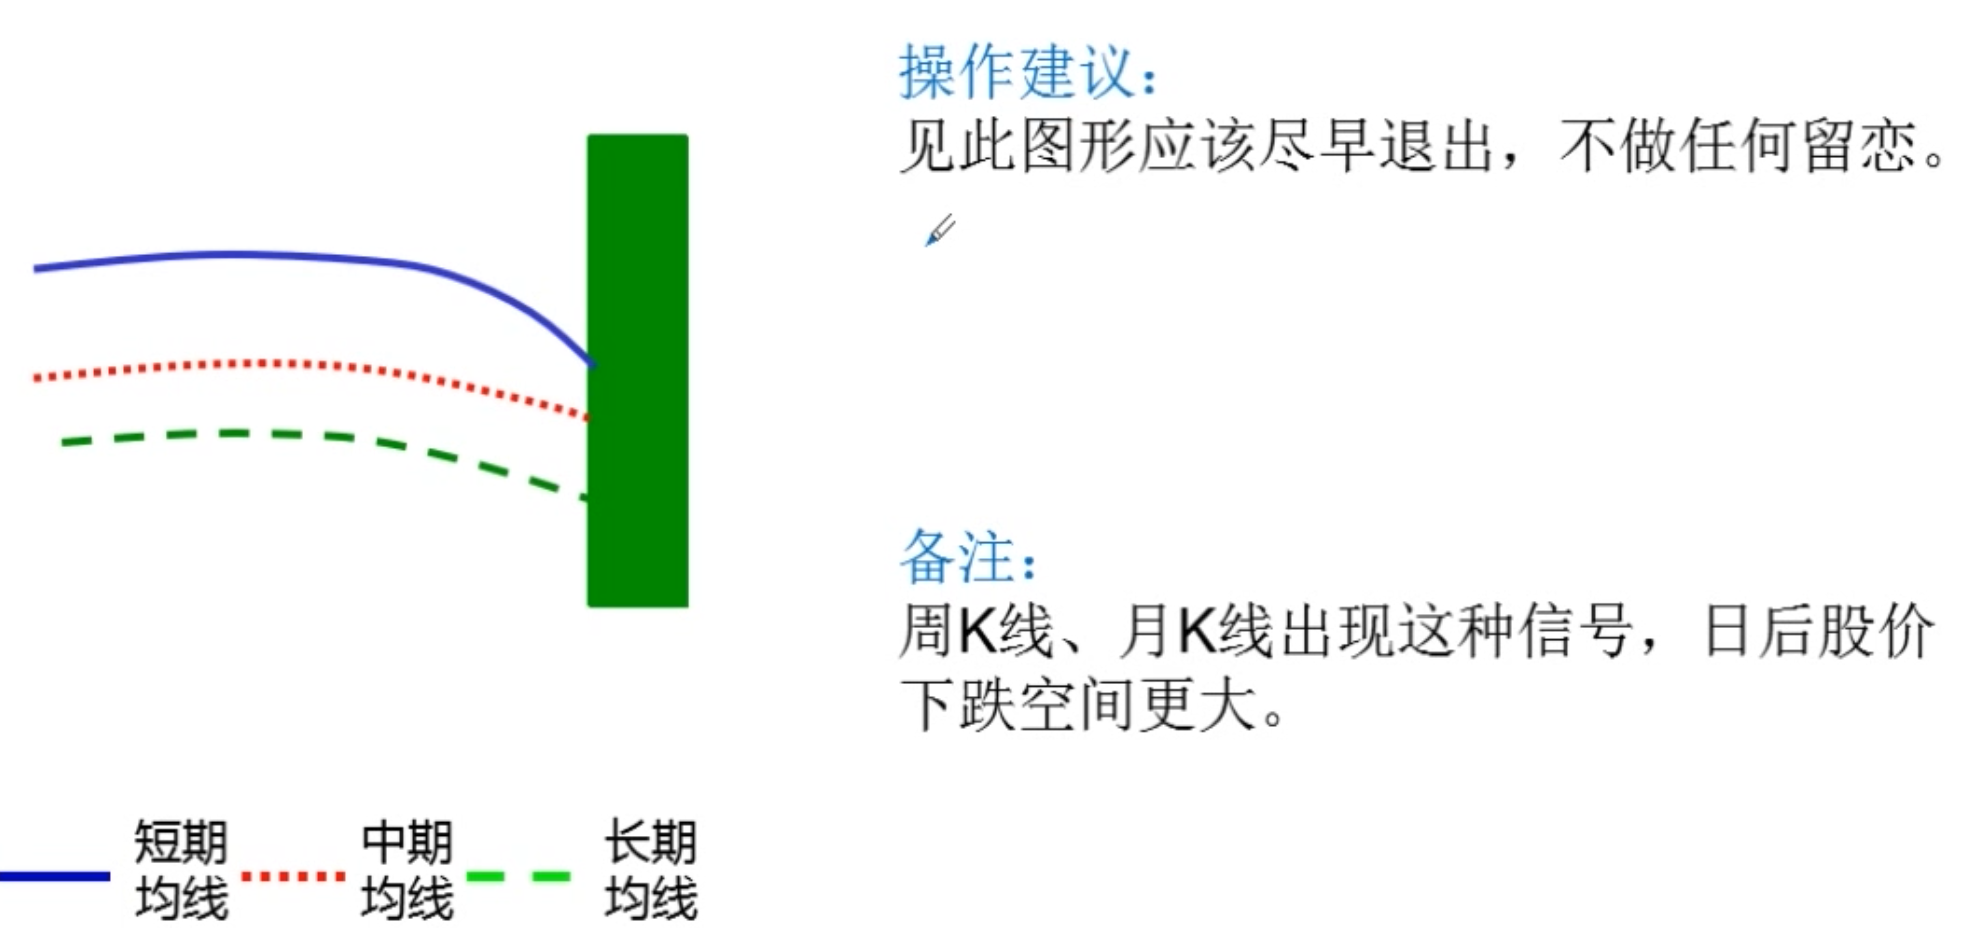 操作建议：
见此图形应该尽早退出，不做任何留恋。
备注：
周K线、月K线出现这种信号，日后股价
下跌空间更大。
短期 中期 长期
均线 均线 均线